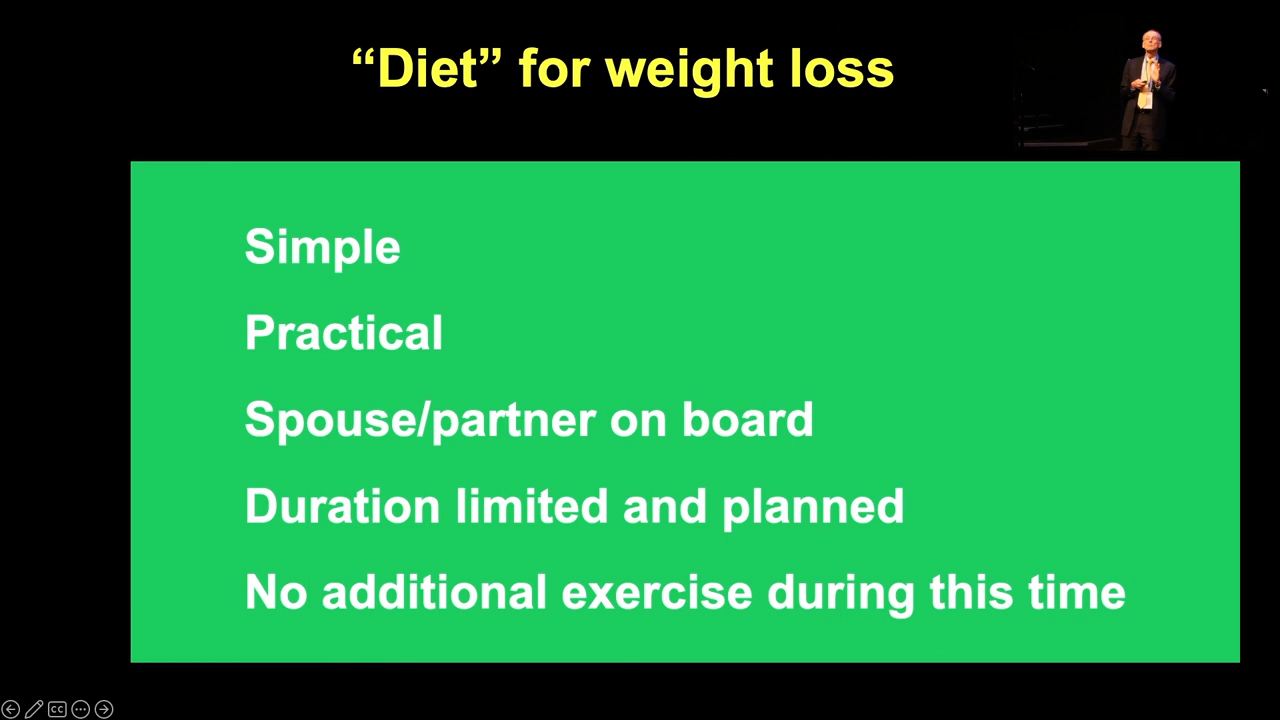 “Diet” for weight loss
Simple
Practical
Spouse/partner on board
Duration limited and planned
No additional exercise during this time
CC